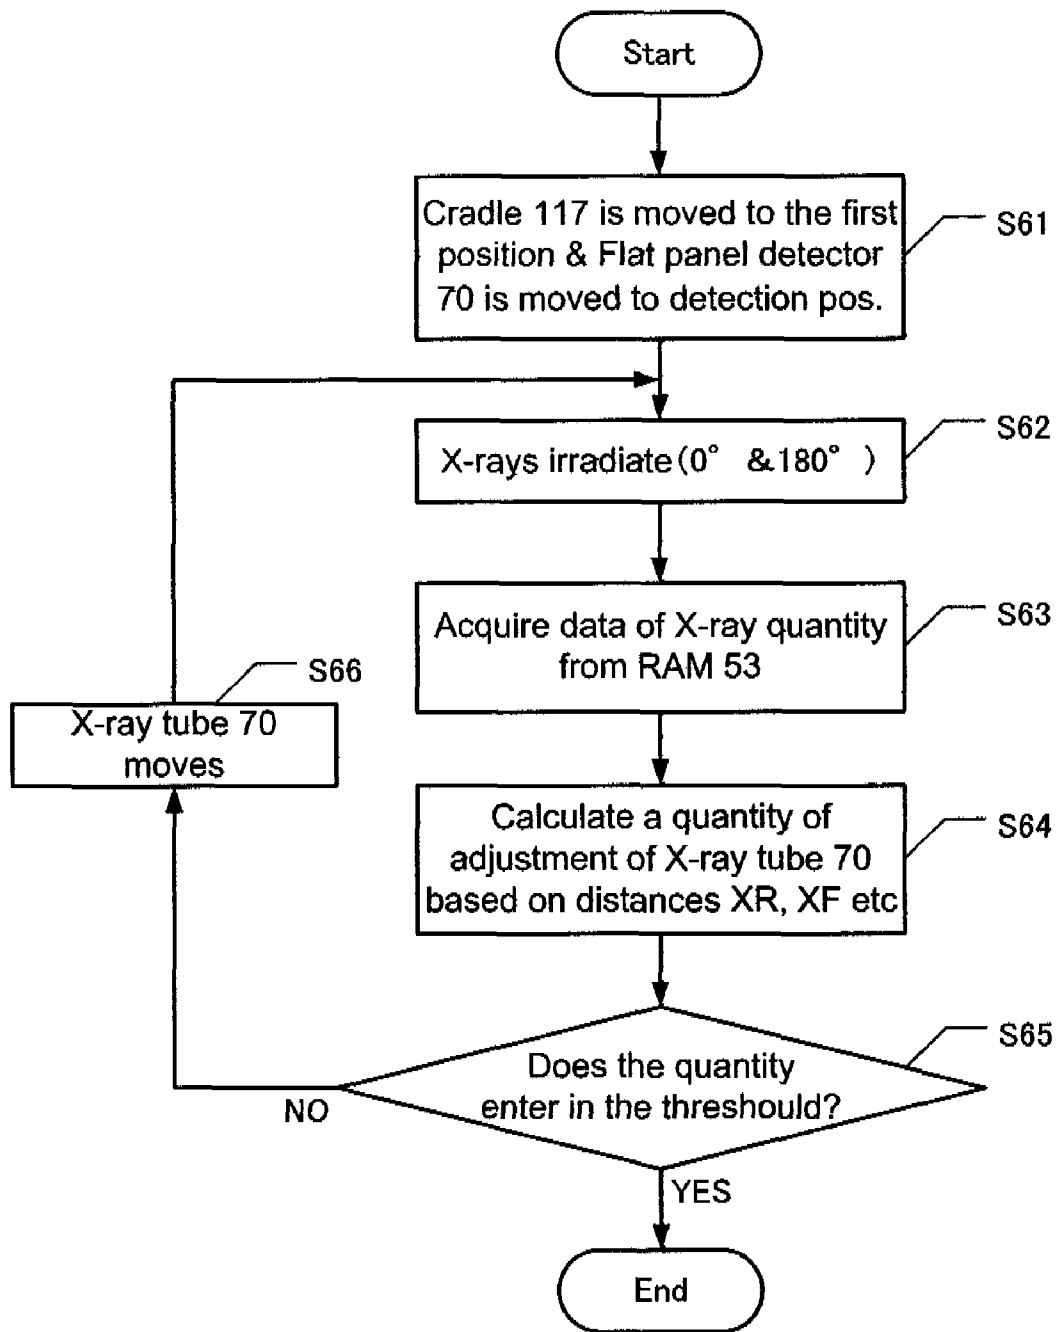 Start
Cradle 117 is moved to the first
position & Flat panel detector
70 is moved to detection pos.
S61
X-rays irradiate(0° &180° )
S62
Acquire data of X-ray quantity
from RAM 53
S63
X-ray tube 70
moves
S66
Calculate a quantity of
adjustment of X-ray tube 70
based on distances XR, XF etc
S64
Does the quantity
enter in the threshould?
S65
NO
YES
End